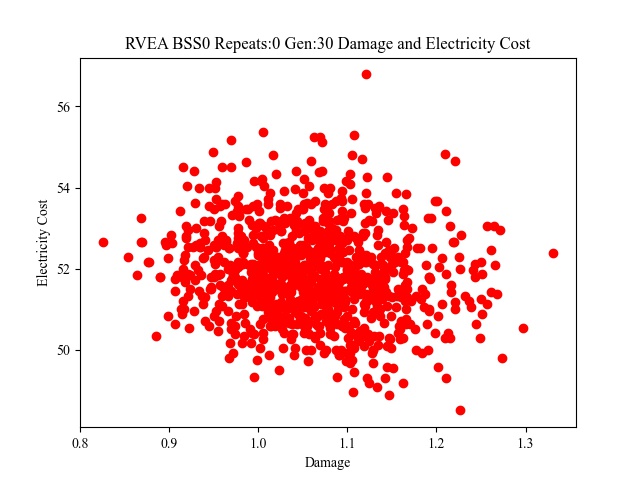 RVEA BSS0 Repeats:0 Gen:30 Damage and Electricity Cost
56
54
52
50
Electricity Cost
0.8 0.9 1.0 1.1 1.2 1.3
Damage